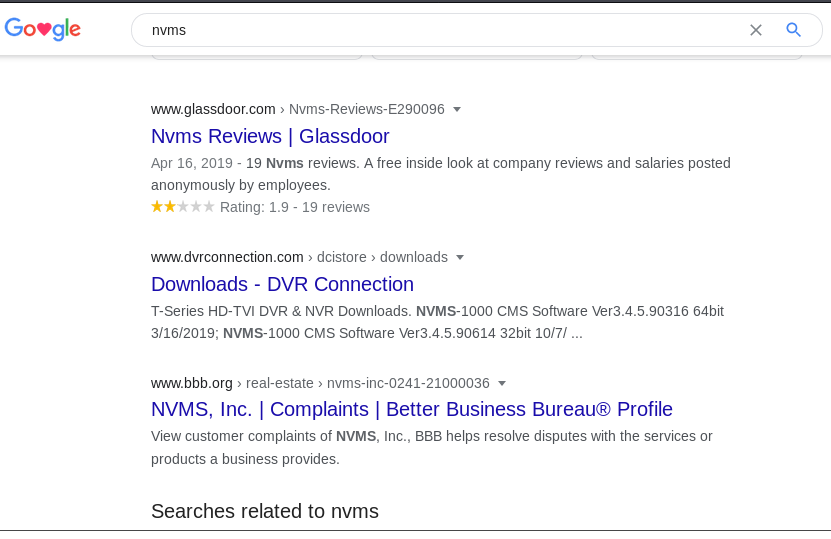 Google
nvms
www.glassdoor.com › Nvms-Reviews-E290096
Nvms Reviews | Glassdoor
Apr 16, 2019 - 19 Nvms reviews. A free inside look at company reviews and salaries posted
anonymously by employees.
Rating: 1.9 - 19 reviews
www.dvrconnection.com › dcistore › downloads
Downloads - DVR Connection
T-Series HD-TVI DVR & NVR Downloads. NVMS-1000 CMS Software Ver3.4.5.90316 64bit
3/16/2019; NVMS-1000 CMS Software Ver3.4.5.90614 32bit 10/7/ ...
www.bbb.org › real-estate › nvms-inc-0241-21000036
NVMS, Inc. | Complaints | Better Business Bureau® Profile
View customer complaints of NVMS, Inc., BBB helps resolve disputes with the services or
products a business provides.
Searches related to nvms